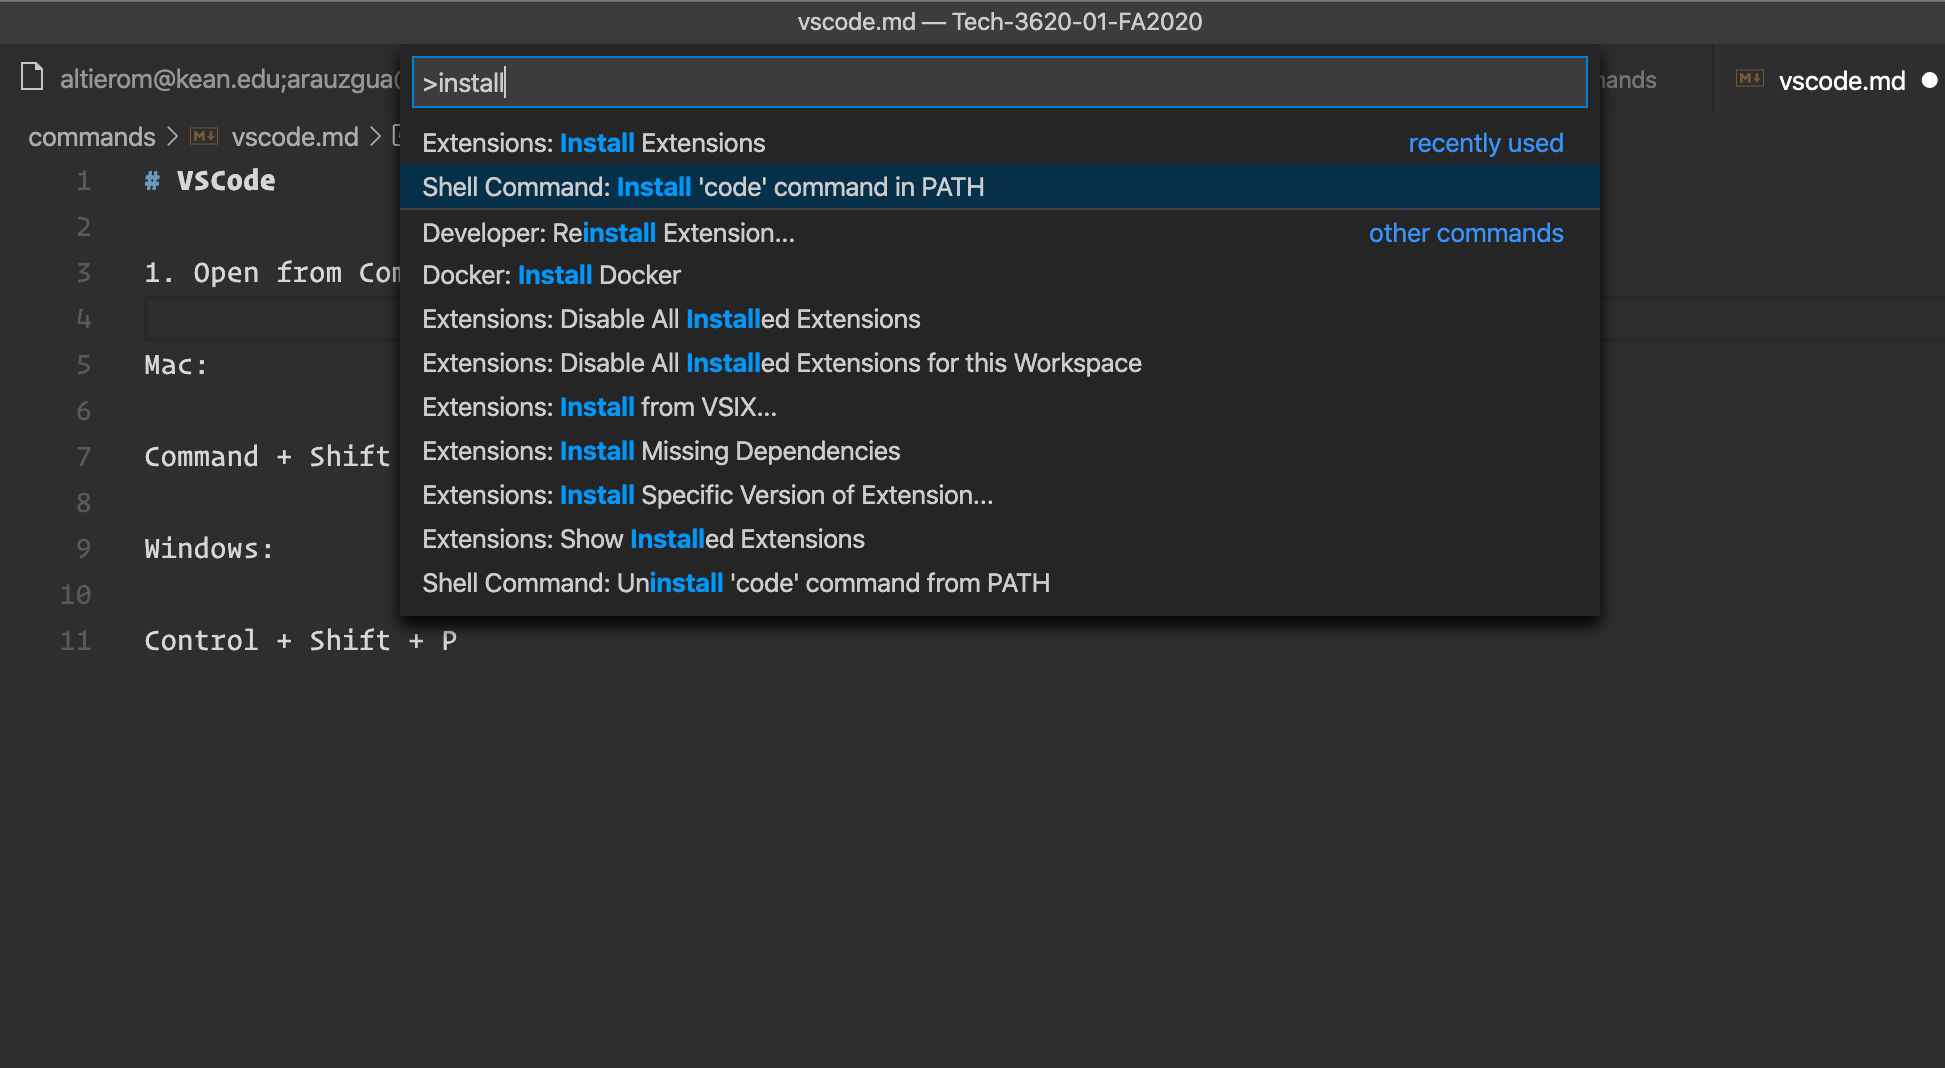 vscode.md — Tech-3620-01-FA2020
altierom@kean.edu;arauzgua
vscode.md
>install
commands > vscode.md >
Extensions: Install Extensions recently used
Shell Command: Install 'code' command in PATH
Developer: Reinstall Extension... other commands
Docker: Install Docker
Extensions: Disable All Installed Extensions
Extensions: Disable All Installed Extensions for this Workspace
Extensions: Install from VSIX...
Extensions: Install Missing Dependencies
Extensions: Install Specific Version of Extension...
Extensions: Show Installed Extensions
Shell Command: Uninstall 'code' command from PATH
1 # VSCode
2
3 1. Open from
4
5 Mac:
6
7 Command + Shift
8
9 Windows:
10
11 Control + Shift + P